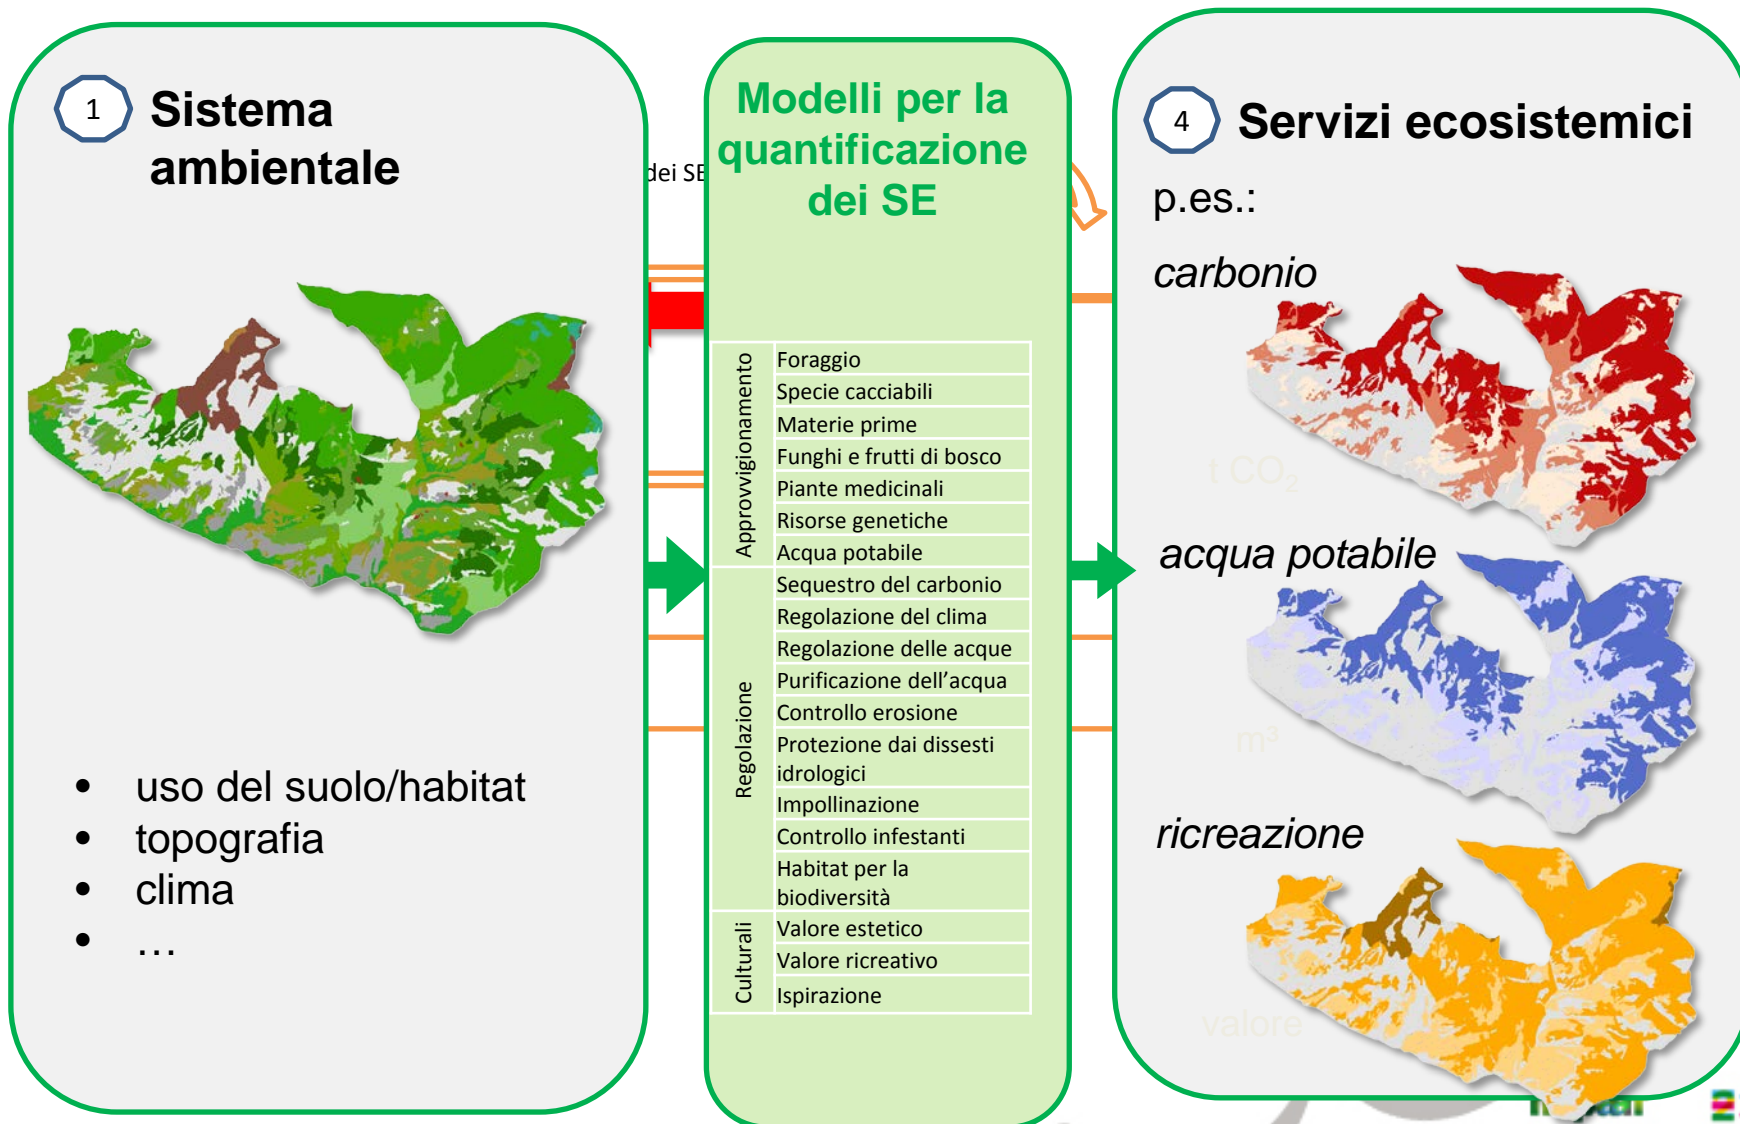 1
Sistema
ambientale
• uso del suolo/habitat
• topografia
• clima
• …
dei SE
Modelli per la
quantificazione
dei SE
Approvvigionamento
Foraggio
Specie cacciabili
Materie prime
Funghi e frutti di bosco
Piante medicinali
Risorse genetiche
Acqua potabile
Regolazione
Sequestro del carbonio
Regolazione del clima
Regolazione delle acque
Purificazione dell’acqua
Controllo erosione
Protezione dai dissesti
idrologici
Impollinazione
Controllo infestanti
Habitat per la
biodiversità
Culturali
Valore estetico
Valore ricreativo
Ispirazione
4
Servizi ecosistemici
p.es.:
carbonio
t CO₂
acqua potabile
m³
ricreazione
valore